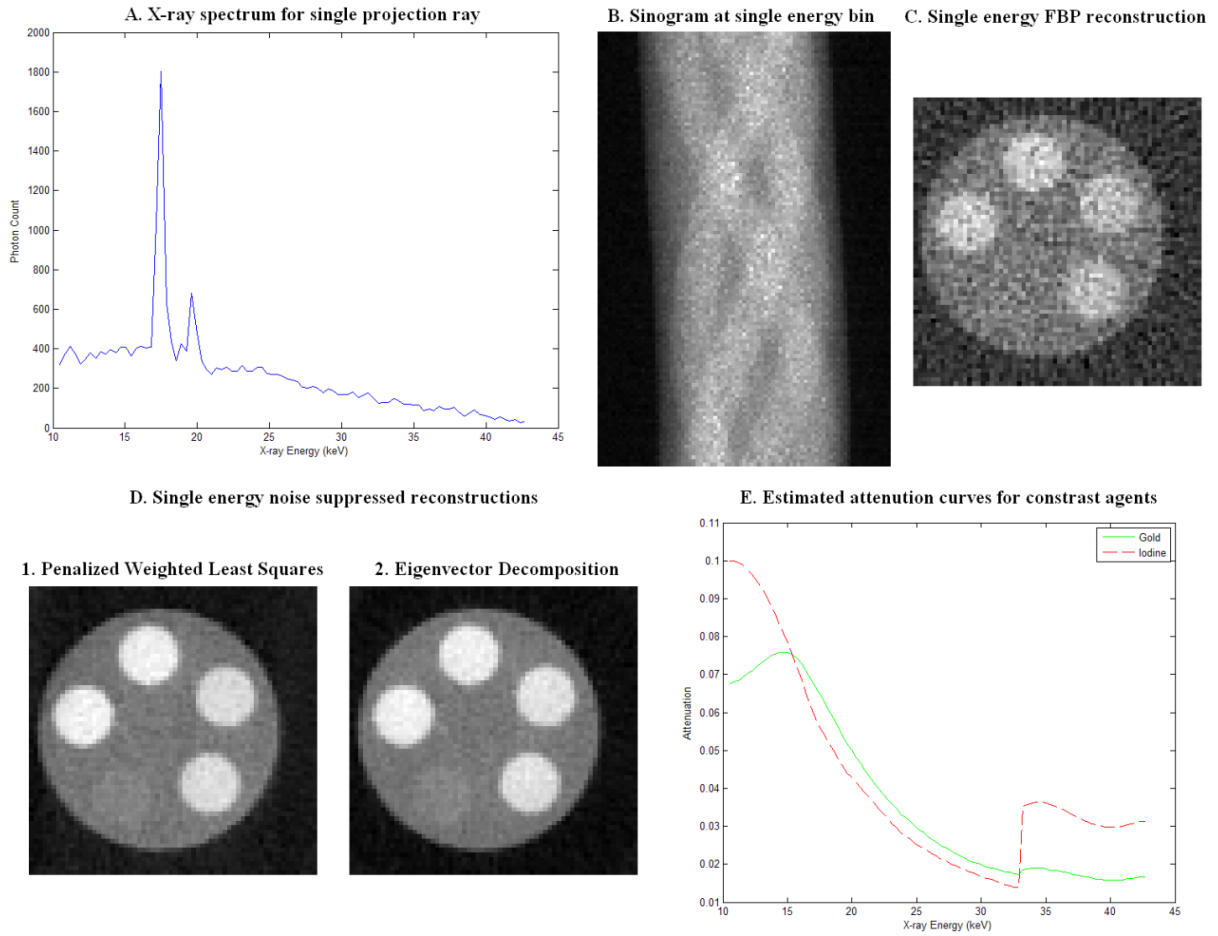 A. X-ray spectrum for single projection ray
2000
1800
1600
1400
1200
1000
800
600
400
200
0
Photon Count
10 15 20 25 30 35 40 45
X-ray Energy (keV)
B. Sinogram at single energy bin
C. Single energy FBP reconstruction
D. Single energy noise suppressed reconstructions
1. Penalized Weighted Least Squares
2. Eigenvector Decomposition
E. Estimated attenution curves for constrast agents
0.11
0.1
0.09
0.08
0.07
0.06
0.05
0.04
0.03
0.02
0.01
Attenuation
Gold
Iodine
10 15 20 25 30 35 40 45
X-ray Energy (keV)